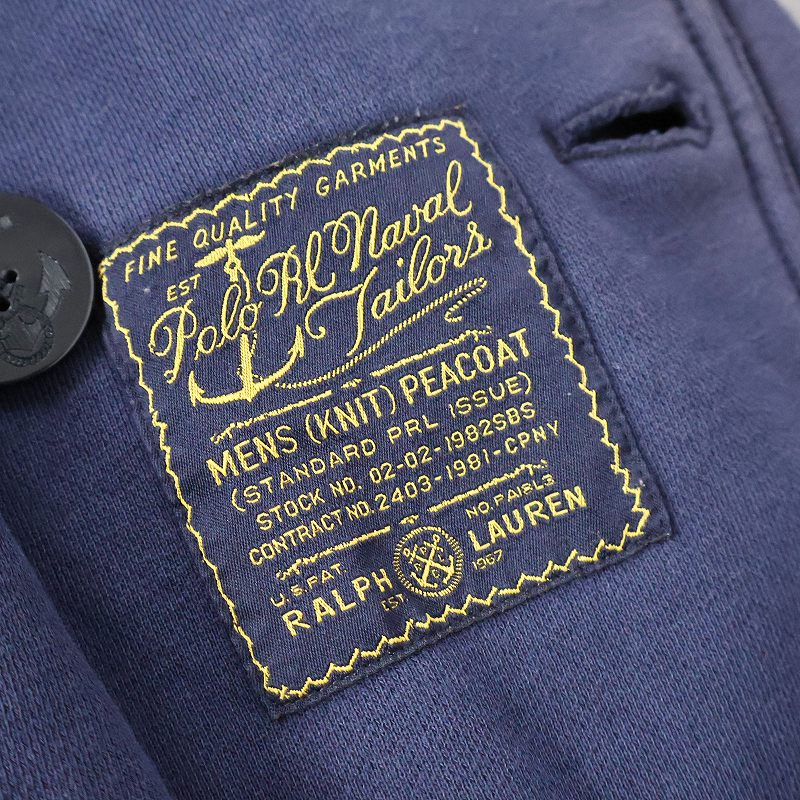 FINE QUALITY GARMENTS
EST
Polo Rl Naval
Tailors
MENS (KNIT) PEACOAT
(STANDARD PRL ISSUE)
STOCK NO. 02-02-1982SBS
CONTRACT NO. 2403-1981-CPNY
U.S. PAT. NO. FA18L3
RALPH LAUREN
EST. 1967